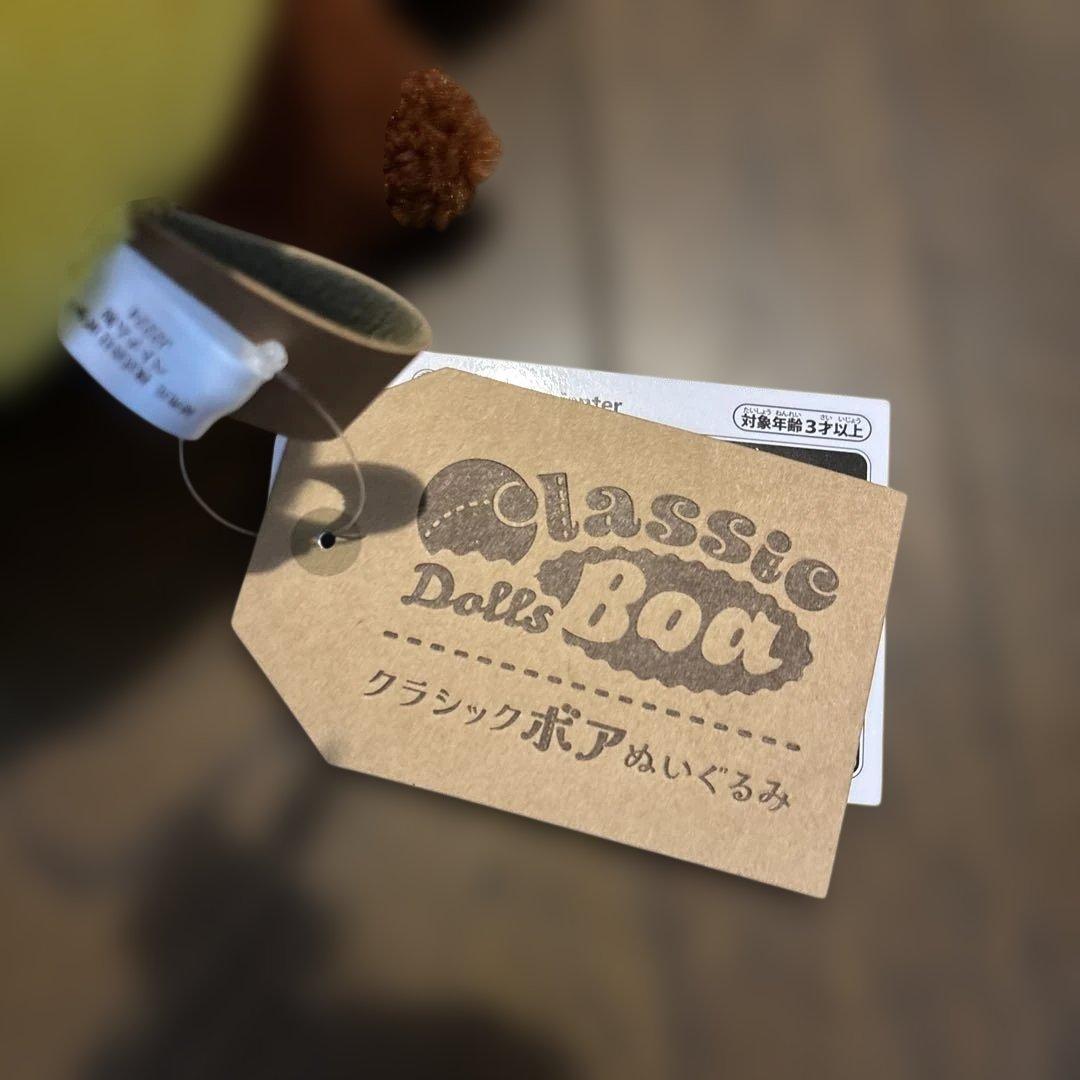 たいしょう ねんれい さい いじょう
対象年齢3才以上
Classic
Dolls Boa
クラシックボアぬいぐるみ